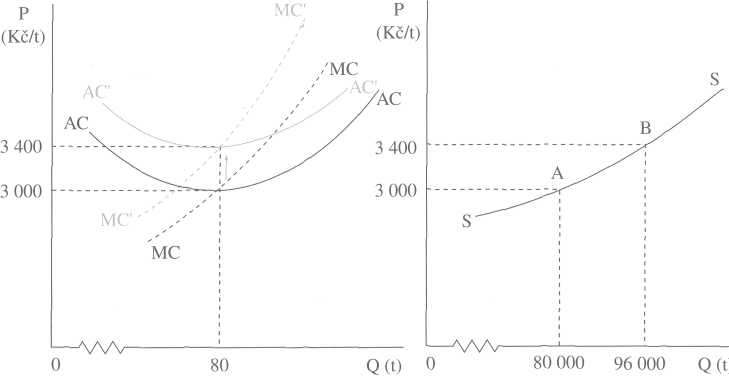 P
(Kč/t)
MC'
MC
AC'
AC'
AC
AC
3 400
3 000
MC'
MC
0
80
Q (t)
P
(Kč/t)
S
B
3 400
A
3 000
S
0
80 000
96 000
Q (t)